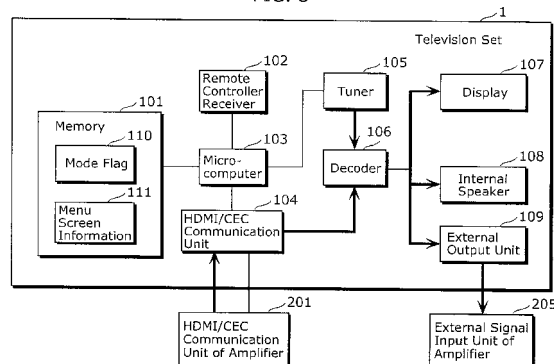 1
Television Set
101
Memory
110
Mode Flag
111
Menu
Screen
Information
102
Remote
Controller
Receiver
103
Micro-
computer
104
HDMI/CEC
Communication
Unit
105
Tuner
106
Decoder
107
Display
108
Internal
Speaker
109
External
Output Unit
201
HDMI/CEC
Communication
Unit of Amplifier
205
External Signal
Input Unit of
Amplifier